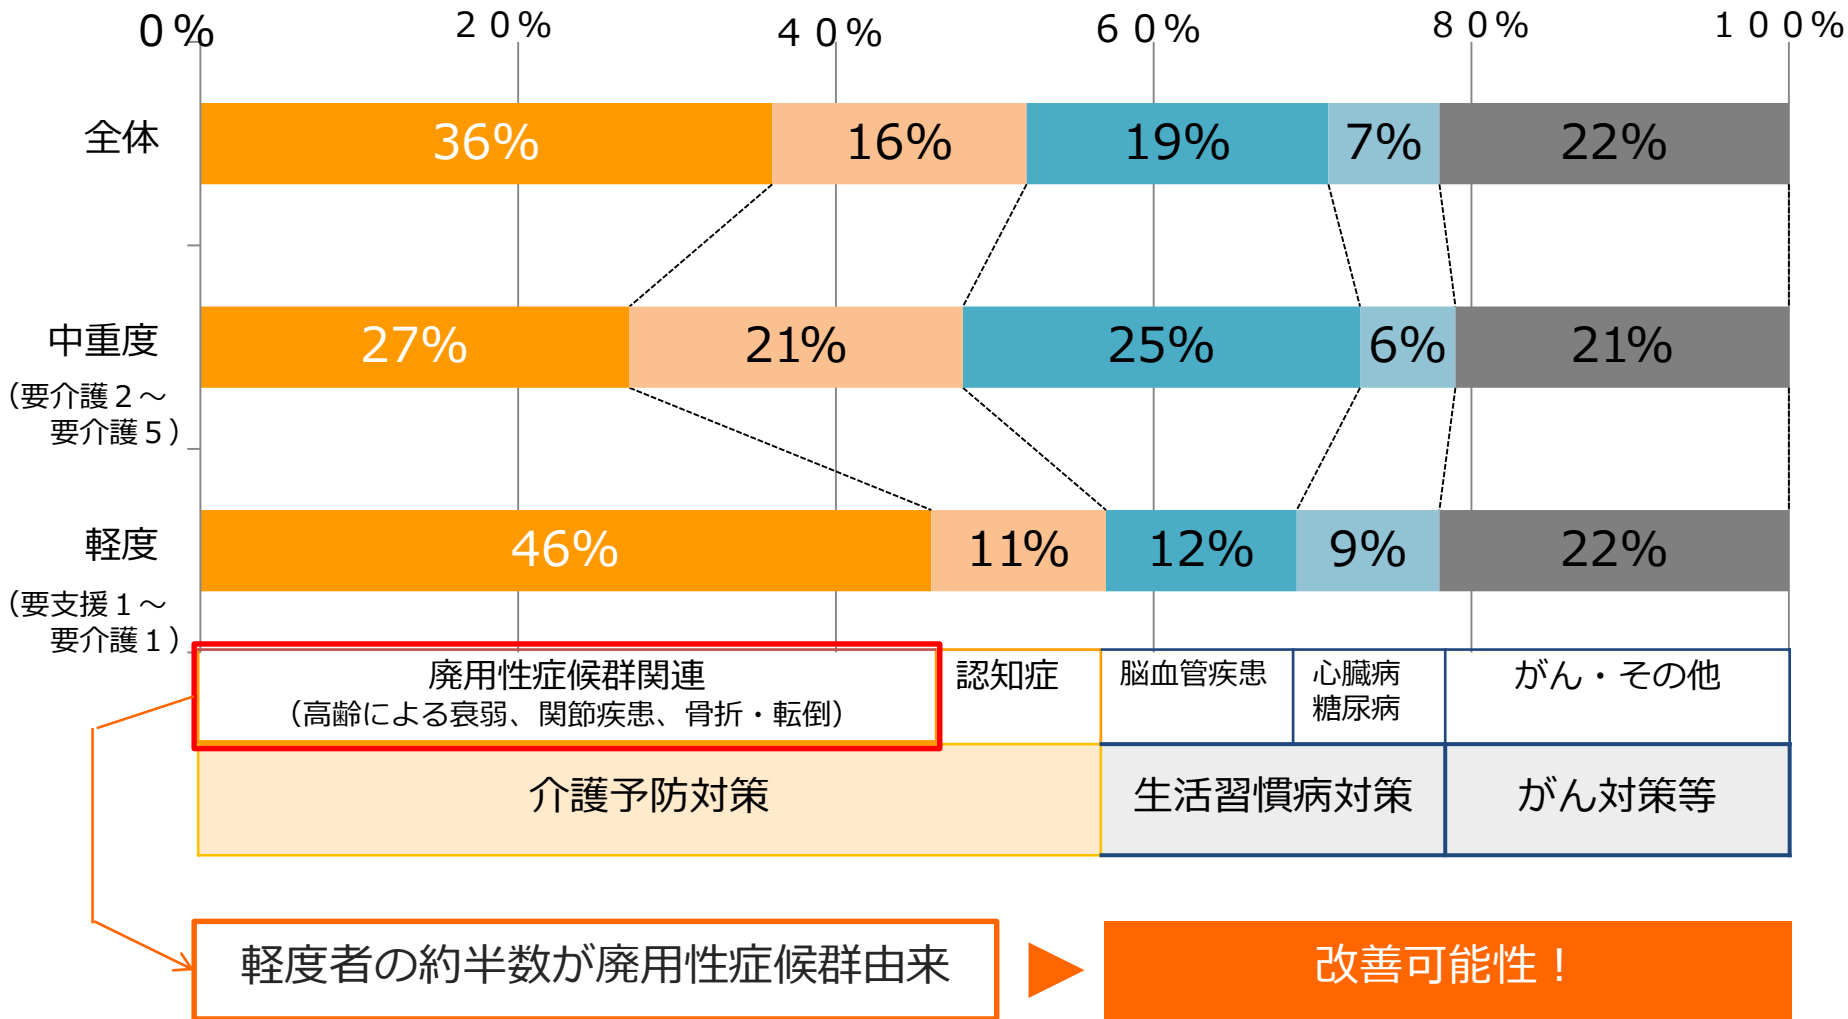 ０% ２０% ４０% ６０% ８０% １００%
全体 36% 16% 19% 7% 22%
中重度 27% 21% 25% 6% 21%
（要介護２～
要介護５）
軽度 46% 11% 12% 9% 22%
（要支援１～
要介護１）
廃用性症候群関連
（高齢による衰弱、関節疾患、骨折・転倒）
認知症
脳血管疾患
心臓病
糖尿病
がん・その他
介護予防対策 生活習慣病対策 がん対策等
軽度者の約半数が廃用性症候群由来
改善可能性！